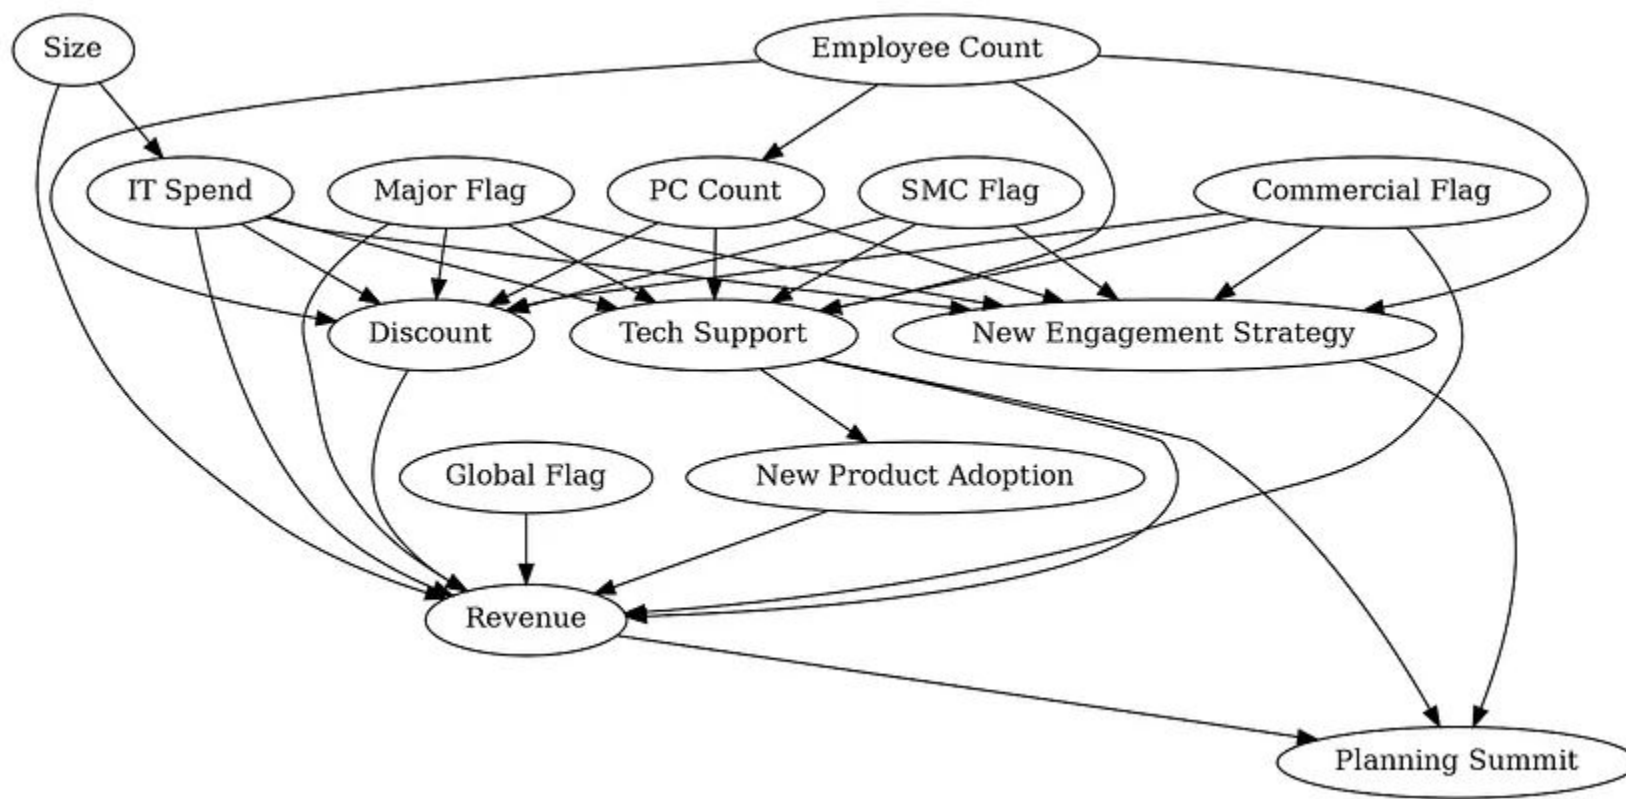 Size
Employee Count
IT Spend
Major Flag
PC Count
SMC Flag
Commercial Flag
Discount
Tech Support
New Engagement Strategy
Global Flag
New Product Adoption
Revenue
Planning Summit